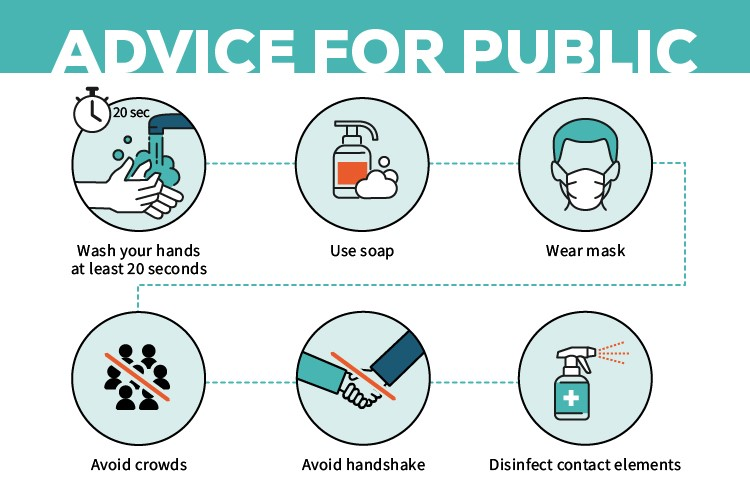 ADVICE FOR PUBLIC
20 sec
Wash your hands
at least 20 seconds
Use soap
Wear mask
Avoid crowds
Avoid handshake
Disinfect contact elements